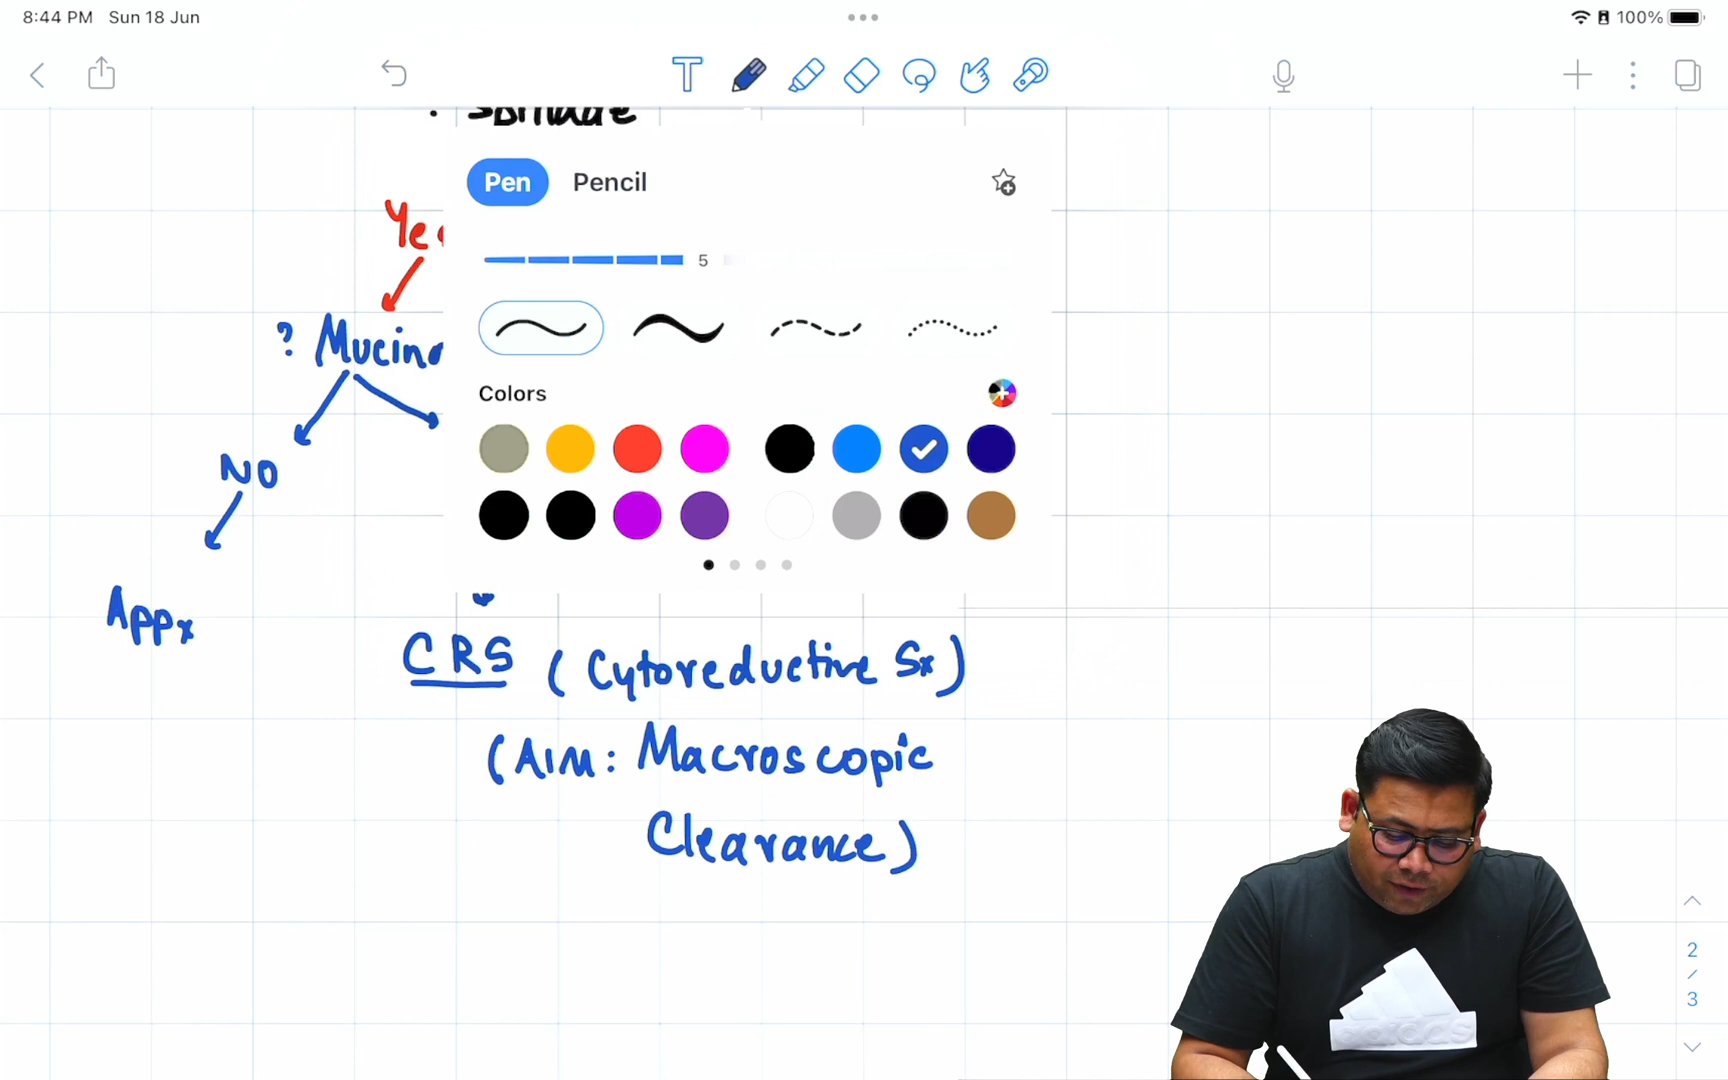 8:44 PM Sun 18 Jun
100%
T
Pen Pencil
5
Colors
?
NO
Appx
CRS (Cytoreductive Sx)
(AIM: Macroscopic
Clearance)
2
/
3